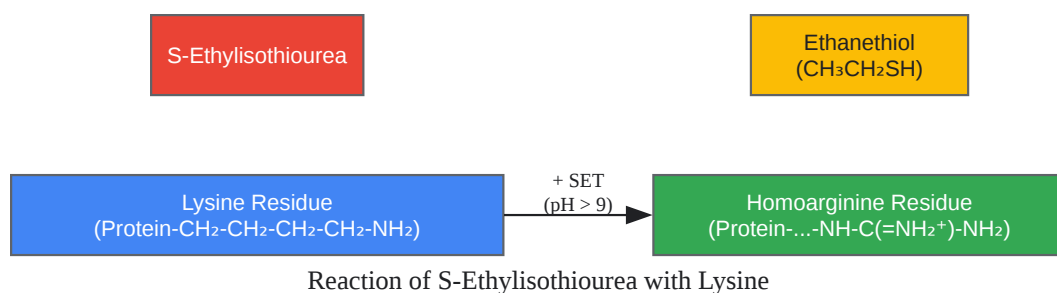 S-Ethylisothiourea
Ethanethiol
(CH₃CH₂SH)
Lysine Residue
(Protein-CH₂-CH₂-CH₂-CH₂-NH₂)
+ SET
(pH > 9)
Homoarginine Residue
(Protein-...-NH-C(=NH₂⁺)-NH₂)
Reaction of S-Ethylisothiourea with Lysine